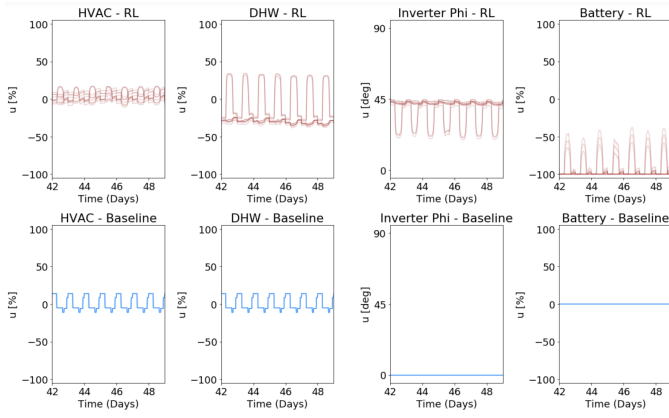 HVAC - RL
DHW - RL
Inverter Phi - RL
Battery - RL
u [%]
100
50
0
−50
−100
42 44 46 48
Time (Days)
u [%]
100
50
0
−50
−100
42 44 46 48
Time (Days)
u [deg]
90
45
0
42 44 46 48
Time (Days)
u [%]
100
50
0
−50
−100
42 44 46 48
Time (Days)
HVAC - Baseline
DHW - Baseline
Inverter Phi - Baseline
Battery - Baseline
u [%]
100
50
0
−50
−100
42 44 46 48
Time (Days)
u [%]
100
50
0
−50
−100
42 44 46 48
Time (Days)
u [deg]
90
45
0
42 44 46 48
Time (Days)
u [%]
100
50
0
−50
−100
42 44 46 48
Time (Days)